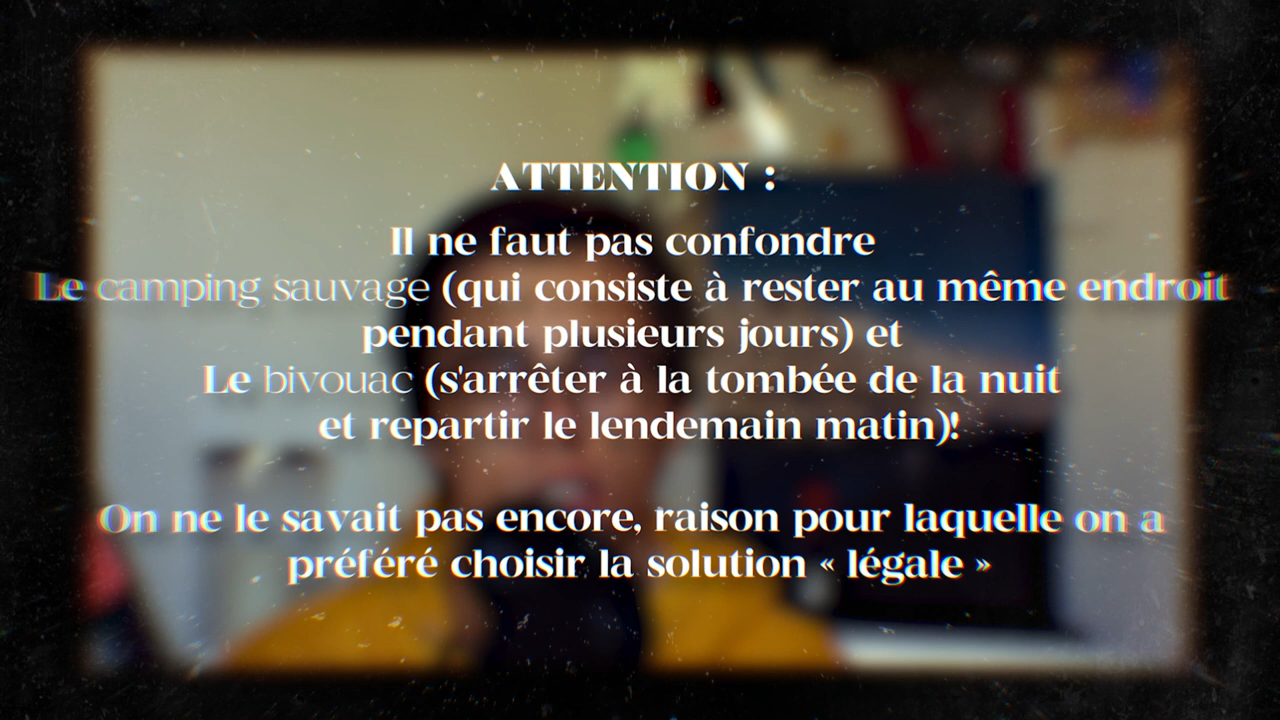 ATTENTION :
Il ne faut pas confondre
Le camping sauvage (qui consiste à rester au même endroit
pendant plusieurs jours) et
Le bivouac (s'arrêter à la tombée de la nuit
et repartir le lendemain matin)!
On ne le savait pas encore, raison pour laquelle on a
préféré choisir la solution « légale »